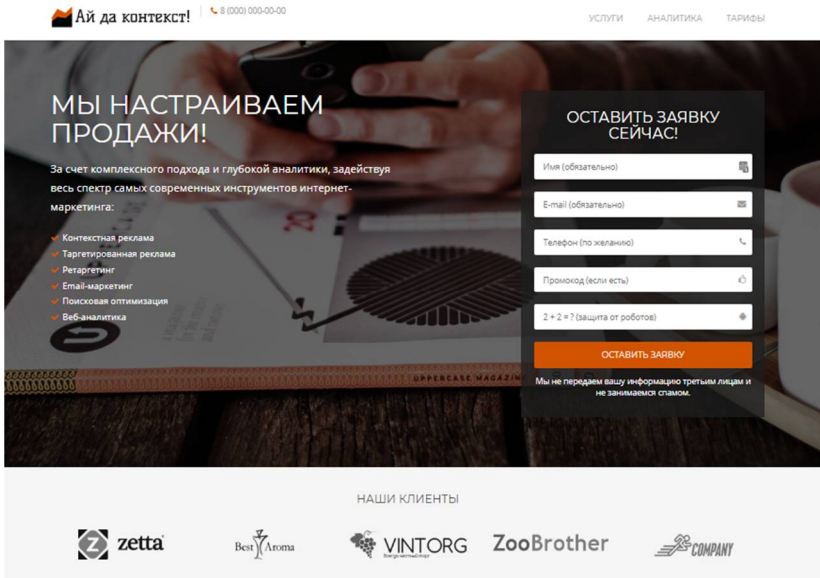 Ай да контекст!
8 (000) 000-00-00
УСЛУГИ
АНАЛИТИКА
ТАРИФЫ
МЫ НАСТРАИВАЕМ
ПРОДАЖИ!
За счет комплексного подхода и глубокой аналитики, задействуя
весь спектр самых современных инструментов интернет-
маркетинга:
Контекстная реклама
Таргетированная реклама
Ретаргетинг
Email-маркетинг
Поисковая оптимизация
Веб-аналитика
ОСТАВИТЬ ЗАЯВКУ
СЕЙЧАС!
Имя (обязательно)
E-mail (обязательно)
Телефон (по желанию)
Промокод (если есть)
2 + 2 = ? (защита от роботов)
ОСТАВИТЬ ЗАЯВКУ
Мы не передаем вашу информацию третьим лицам и
не занимаемся спамом.
UPPERCASE MAGAZINE
НАШИ КЛИЕНТЫ
Z zetta
Best Aroma
VINTORG
ZooBrother
COMPANY